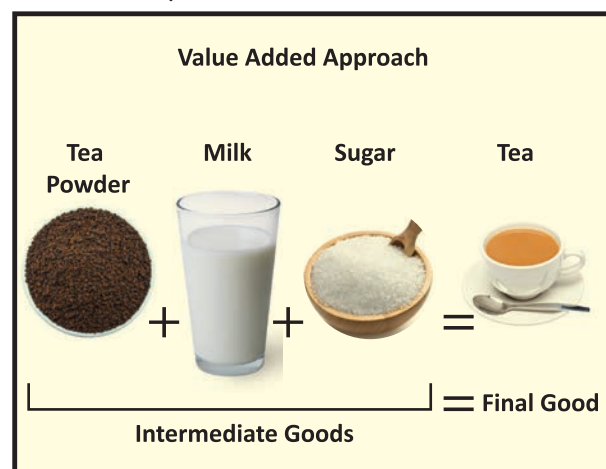 Value Added Approach
Tea Powder
Milk
Sugar
Tea
+ + =
= Final Good
Intermediate Goods